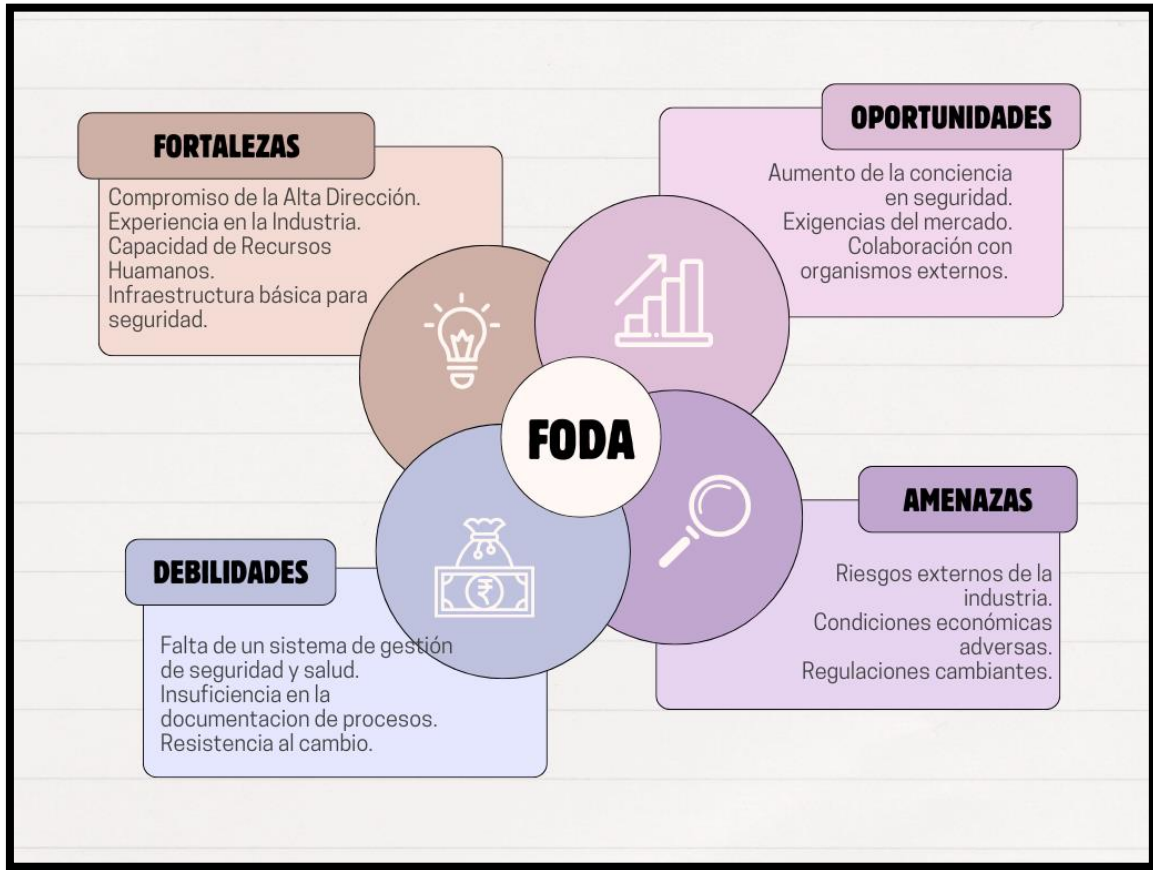 FORTALEZAS
Compromiso de la Alta Dirección.
Experiencia en la Industria.
Capacidad de Recursos
Huamanos.
Infraestructura básica para
seguridad.
OPORTUNIDADES
Aumento de la conciencia
en seguridad.
Exigencias del mercado.
Colaboración con
organismos externos.
FODA
DEBILIDADES
Falta de un sistema de gestión
de seguridad y salud.
Insuficiencia en la
documentacion de procesos.
Resistencia al cambio.
AMENAZAS
Riesgos externos de la
industria.
Condiciones económicas
adversas.
Regulaciones cambiantes.
₹